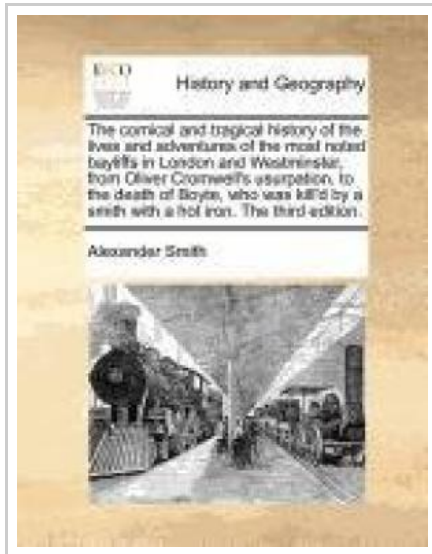 ECCO
History and Geography
The comical and tragical history of the
lives and adventures of the most noted
bayliffs in London and Westminster,
from Oliver Cromwell's usurpation, to
the death of Boyte, who was kill'd by a
smith with a hot iron. The third edition.
Alexander Smith